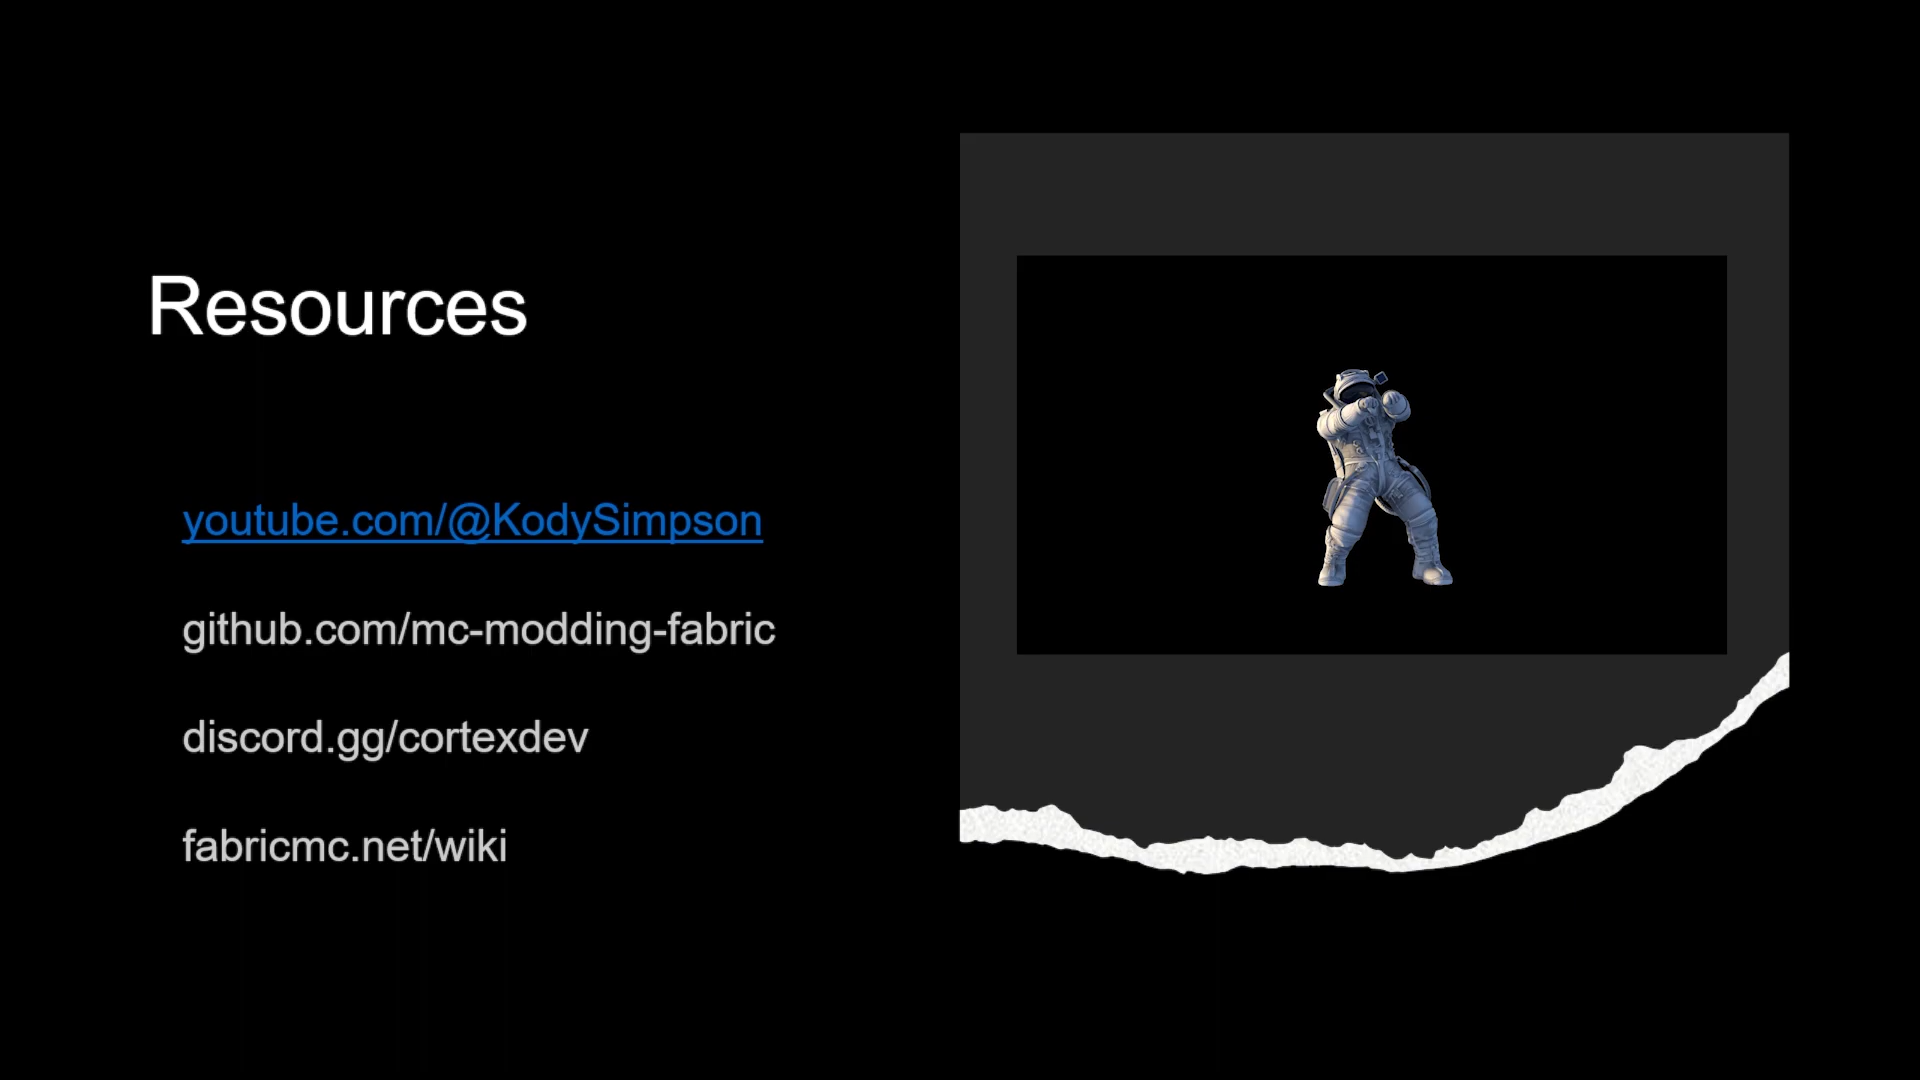 Resources
youtube.com/@KodySimpson
github.com/mc-modding-fabric
discord.gg/cortexdev
fabricmc.net/wiki